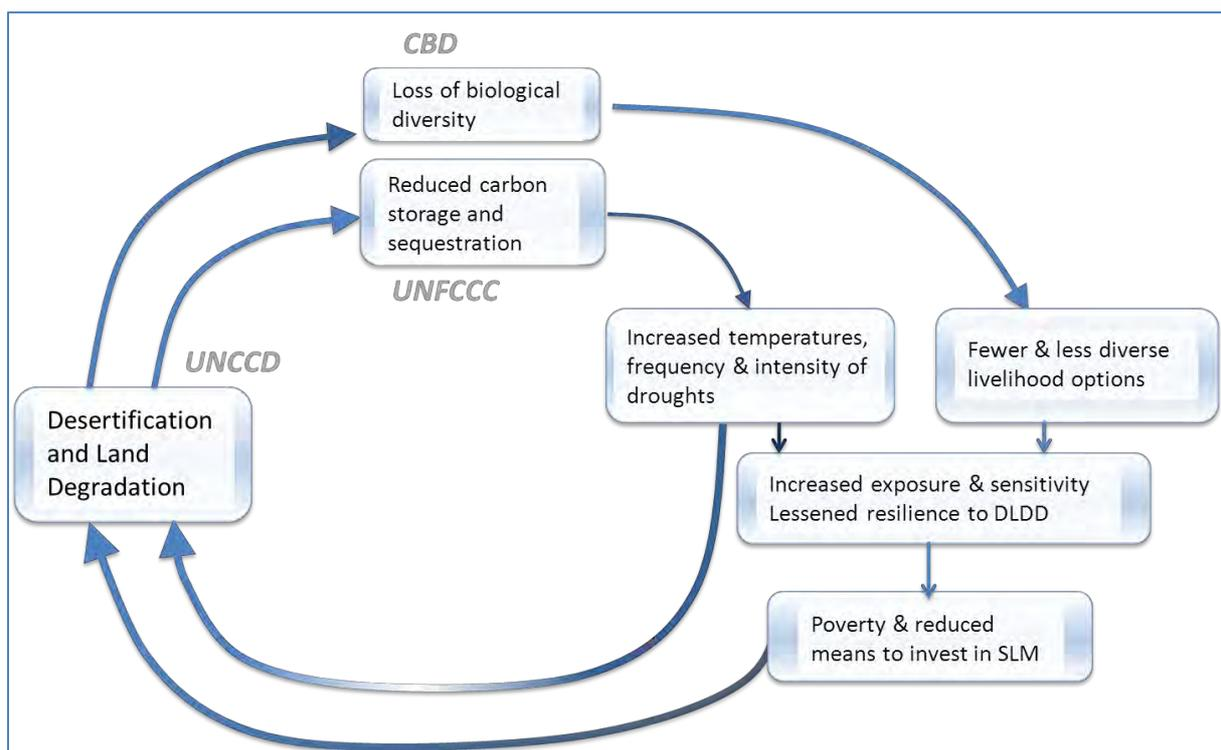 CBD
Loss of biological
diversity
Reduced carbon
storage and
sequestration
UNFCCC
UNCCD
Desertification
and Land
Degradation
Increased temperatures,
frequency & intensity of
droughts
Fewer & less diverse
livelihood options
Increased exposure & sensitivity
Lessened resilience to DLDD
Poverty & reduced
means to invest in SLM